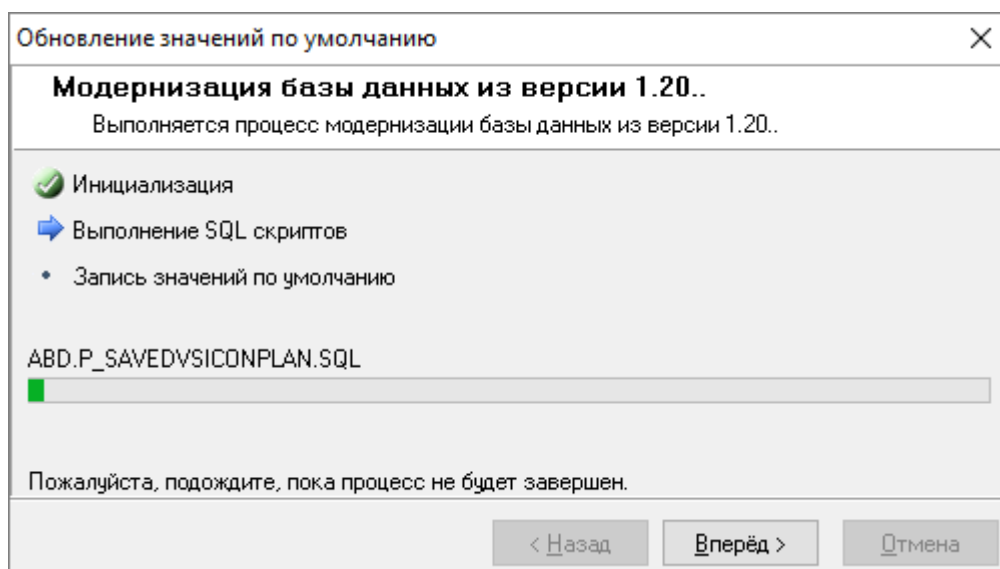 Обновление значений по умолчанию
Модернизация базы данных из версии 1.20..
Выполняется процесс модернизации базы данных из версии 1.20..
Инициализация
Выполнение SQL скриптов
Запись значений по умолчанию
ABD.P_SAVEDVSICONPLAN.SQL
Пожалуйста, подождите, пока процесс не будет завершен.
< Назад Вперёд > Отмена